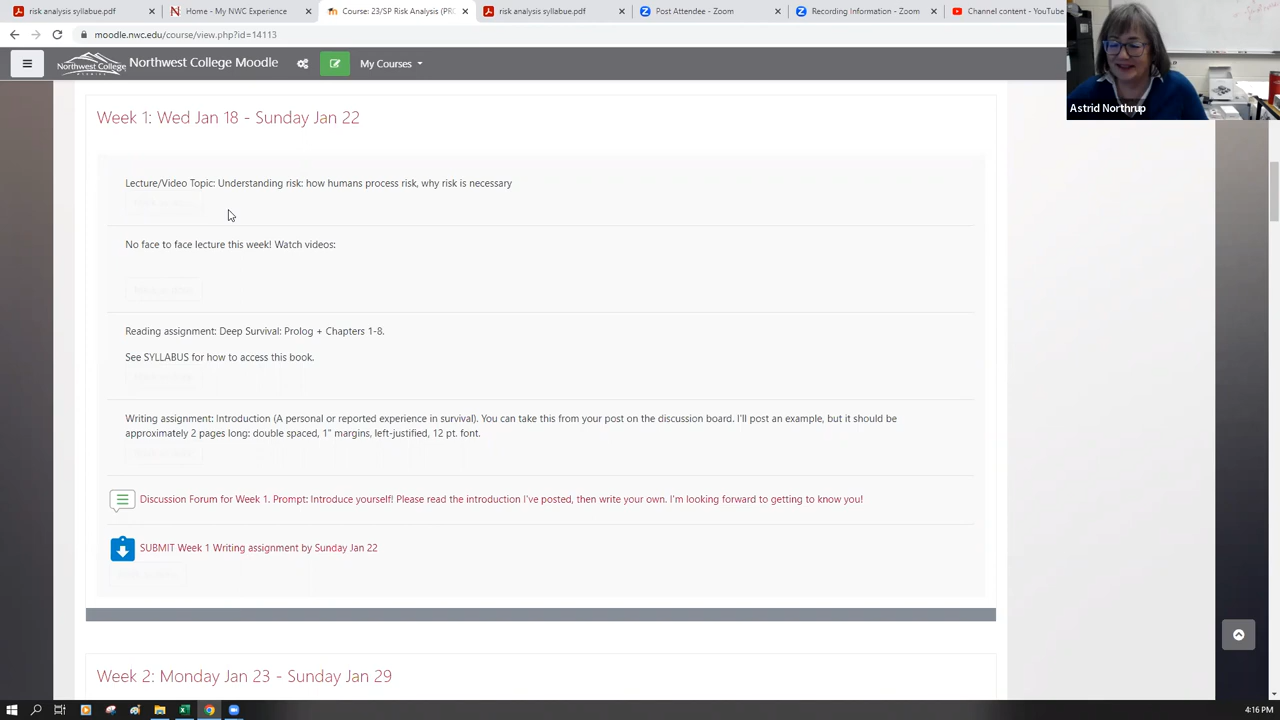 risk analysis syllabue.pdf
Home - My NWC Experience
Course: 23/SP Risk Analysis (PRO
risk analysis syllabue.pdf
Post Attendee - Zoom
Recording Information - Zoom
Channel content - YouTube
moodle.nwc.edu/course/view.php?id=14113
Northwest College
WYOMING
Northwest College Moodle
My Courses
Astrid Northrup
Week 1: Wed Jan 18 - Sunday Jan 22
Lecture/Video Topic: Understanding risk: how humans process risk, why risk is necessary
No face to face lecture this week! Watch videos:
Reading assignment: Deep Survival: Prolog + Chapters 1-8.
See SYLLABUS for how to access this book.
Writing assignment: Introduction (A personal or reported experience in survival). You can take this from your post on the discussion board. I'll post an example, but it should be
approximately 2 pages long: double spaced, 1" margins, left-justified, 12 pt. font.
Discussion Forum for Week 1. Prompt: Introduce yourself! Please read the introduction I've posted, then write your own. I'm looking forward to getting to know you!
SUBMIT Week 1 Writing assignment by Sunday Jan 22
Week 2: Monday Jan 23 - Sunday Jan 29
4:16 PM